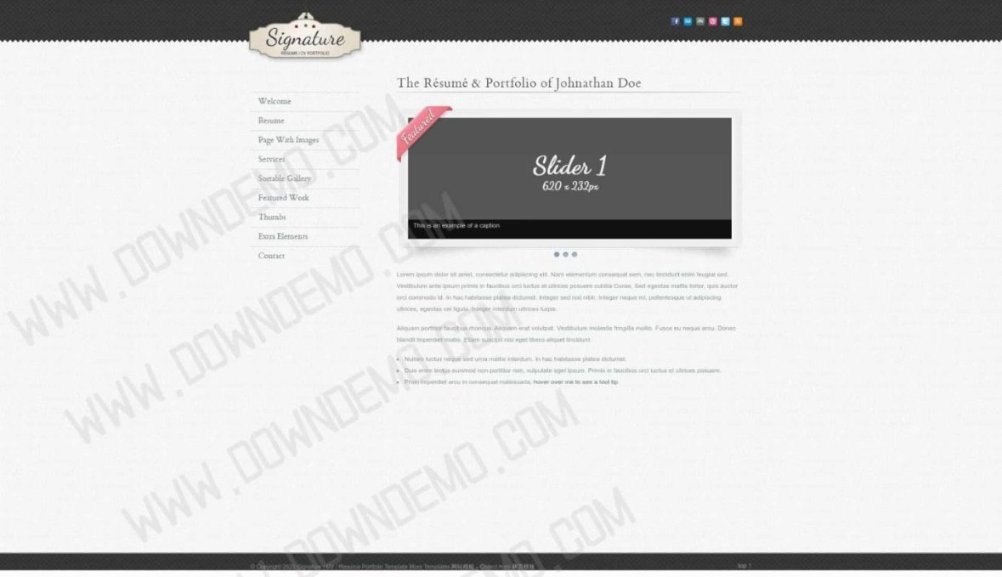 Signature
RESUME / CV PORTFOLIO
The Résumé & Portfolio of Johnathan Doe
Welcome
Resume
Page With Images
Services
Sortable Gallery
Featured Work
Thumbs
Extra Elements
Contact
Featured
Slider 1
620 x 232px
This is an example of a caption
Lorem ipsum dolor sit amet, consectetur adipiscing elit. Nam elementum consequat sem, nec tincidunt enim feugiat sed.
Vestibulum ante ipsum primis in faucibus orci luctus et ultrices posuere cubilia Curae; Sed egestas mattis tortor, quis auctor
orci commodo id. In hac habitasse platea dictumst. Integer sed nisl nibh. Integer neque mi, pellentesque ut adipiscing
ultrices, egestas vel ligula. Integer interdum ultrices turpis.
Aliquam porttitor faucibus rhoncus. Aliquam erat volutpat. Vestibulum molestie fringilla mollis. Fusce eu neque arcu. Donec
blandit imperdiet mattis. Etiam suscipit nisi eget libero aliquet tincidunt.
Nullam luctus neque sed urna mattis interdum. In hac habitasse platea dictumst.
Duis enim lectus euismod non porttitor non, vulputate eget ipsum. Primis in faucibus orci luctus et ultrices posuere.
Proin imperdiet arcu in consequat malesuada, hover over me to see a tool tip.
WWW.DOWNDEMO.COM
WWW.DOWNDEMO.COM
WWW.DOWNDEMO.COM
WWW.DOWNDEMO.COM
Portfolio Template More Templates
top ↑